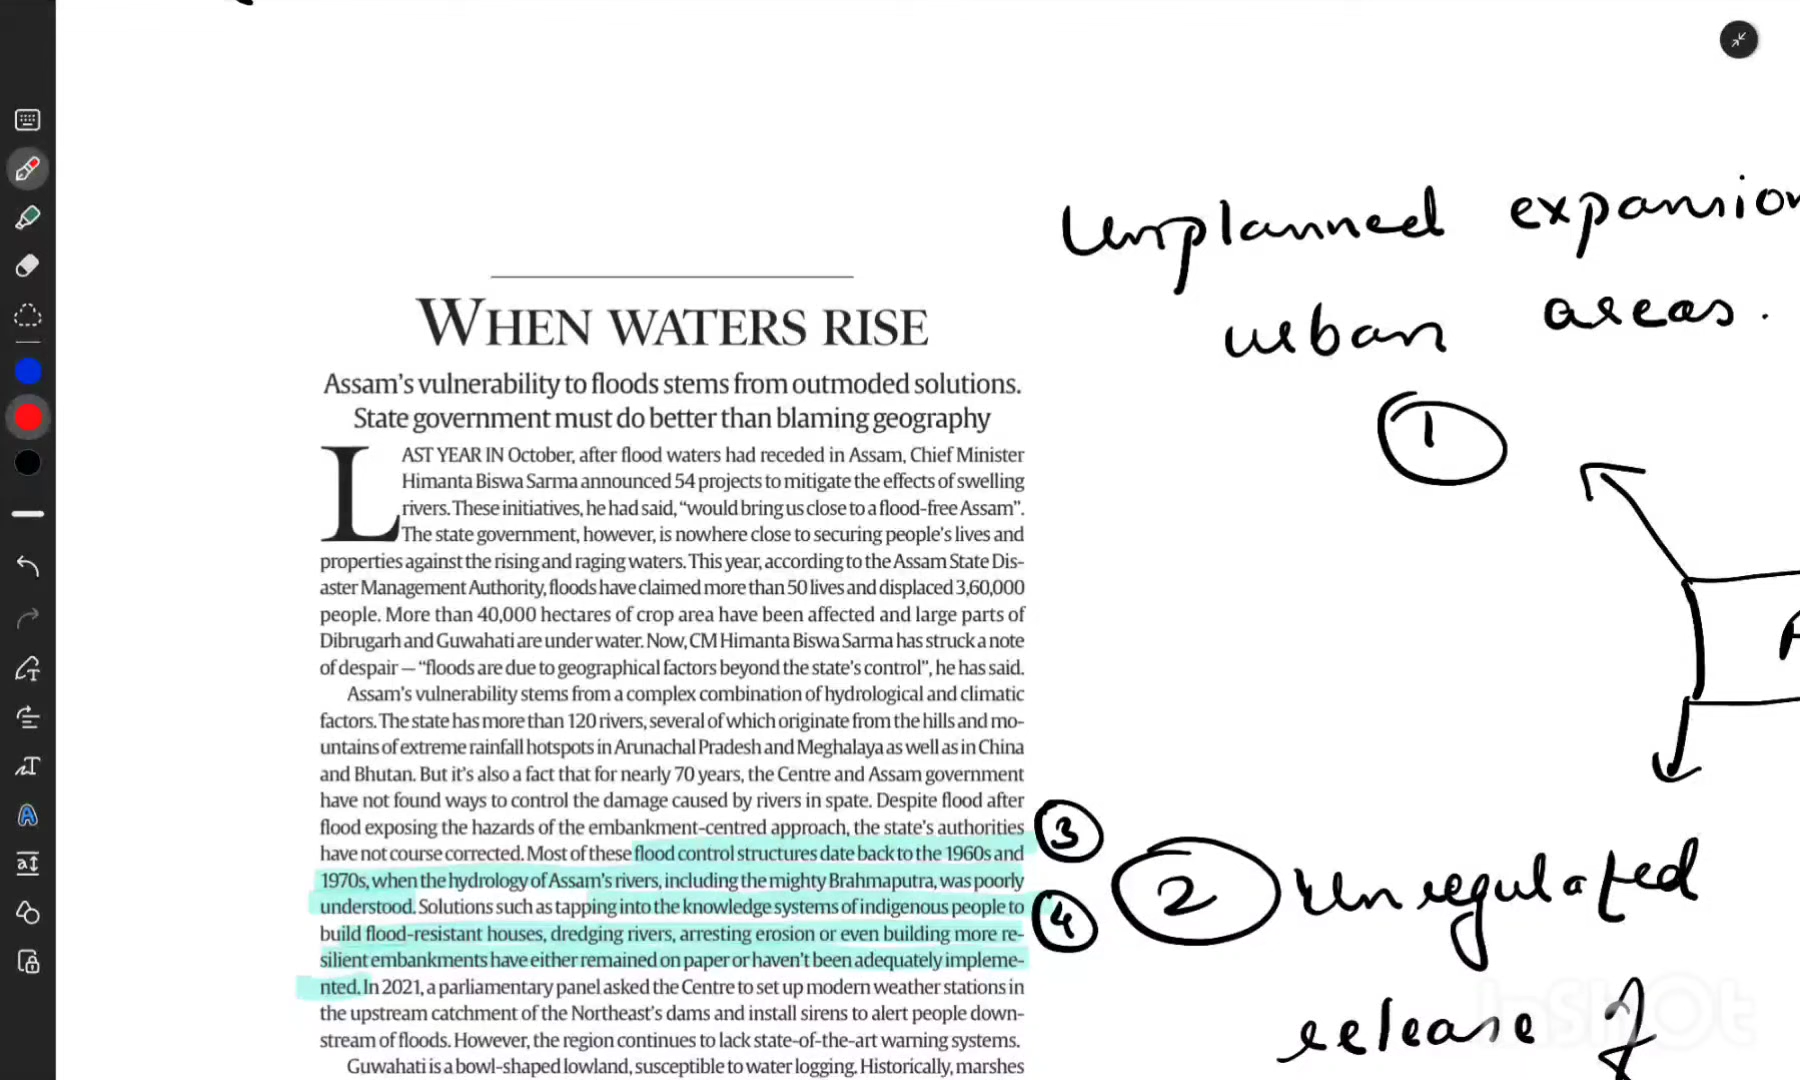 WHEN WATERS RISE
Assam's vulnerability to floods stems from outmoded solutions.
State government must do better than blaming geography
LAST YEAR IN October, after flood waters had receded in Assam, Chief Minister
Himanta Biswa Sarma announced 54 projects to mitigate the effects of swelling
rivers. These initiatives, he had said, “would bring us close to a flood-free Assam”.
The state government, however, is nowhere close to securing people's lives and
properties against the rising and raging waters. This year, according to the Assam State Dis-
aster Management Authority, floods have claimed more than 50 lives and displaced 3,60,000
people. More than 40,000 hectares of crop area have been affected and large parts of
Dibrugarh and Guwahati are under water. Now, CM Himanta Biswa Sarma has struck a note
of despair — “floods are due to geographical factors beyond the state's control”, he has said.
Assam's vulnerability stems from a complex combination of hydrological and climatic
factors. The state has more than 120 rivers, several of which originate from the hills and mo-
untains of extreme rainfall hotspots in Arunachal Pradesh and Meghalaya as well as in China
and Bhutan. But it's also a fact that for nearly 70 years, the Centre and Assam government
have not found ways to control the damage caused by rivers in spate. Despite flood after
flood exposing the hazards of the embankment-centred approach, the state's authorities
have not course corrected. Most of these flood control structures date back to the 1960s and
1970s, when the hydrology of Assam's rivers, including the mighty Brahmaputra, was poorly
understood. Solutions such as tapping into the knowledge systems of indigenous people to
build flood-resistant houses, dredging rivers, arresting erosion or even building more re-
silient embankments have either remained on paper or haven't been adequately impleme-
nted. In 2021, a parliamentary panel asked the Centre to set up modern weather stations in
the upstream catchment of the Northeast's dams and install sirens to alert people down-
stream of floods. However, the region continues to lack state-of-the-art warning systems.
Guwahati is a bowl-shaped lowland, susceptible to water logging. Historically, marshes
Unplanned expansion
urban areas.
1
3
4
2 Unregulated
release of
InShOt